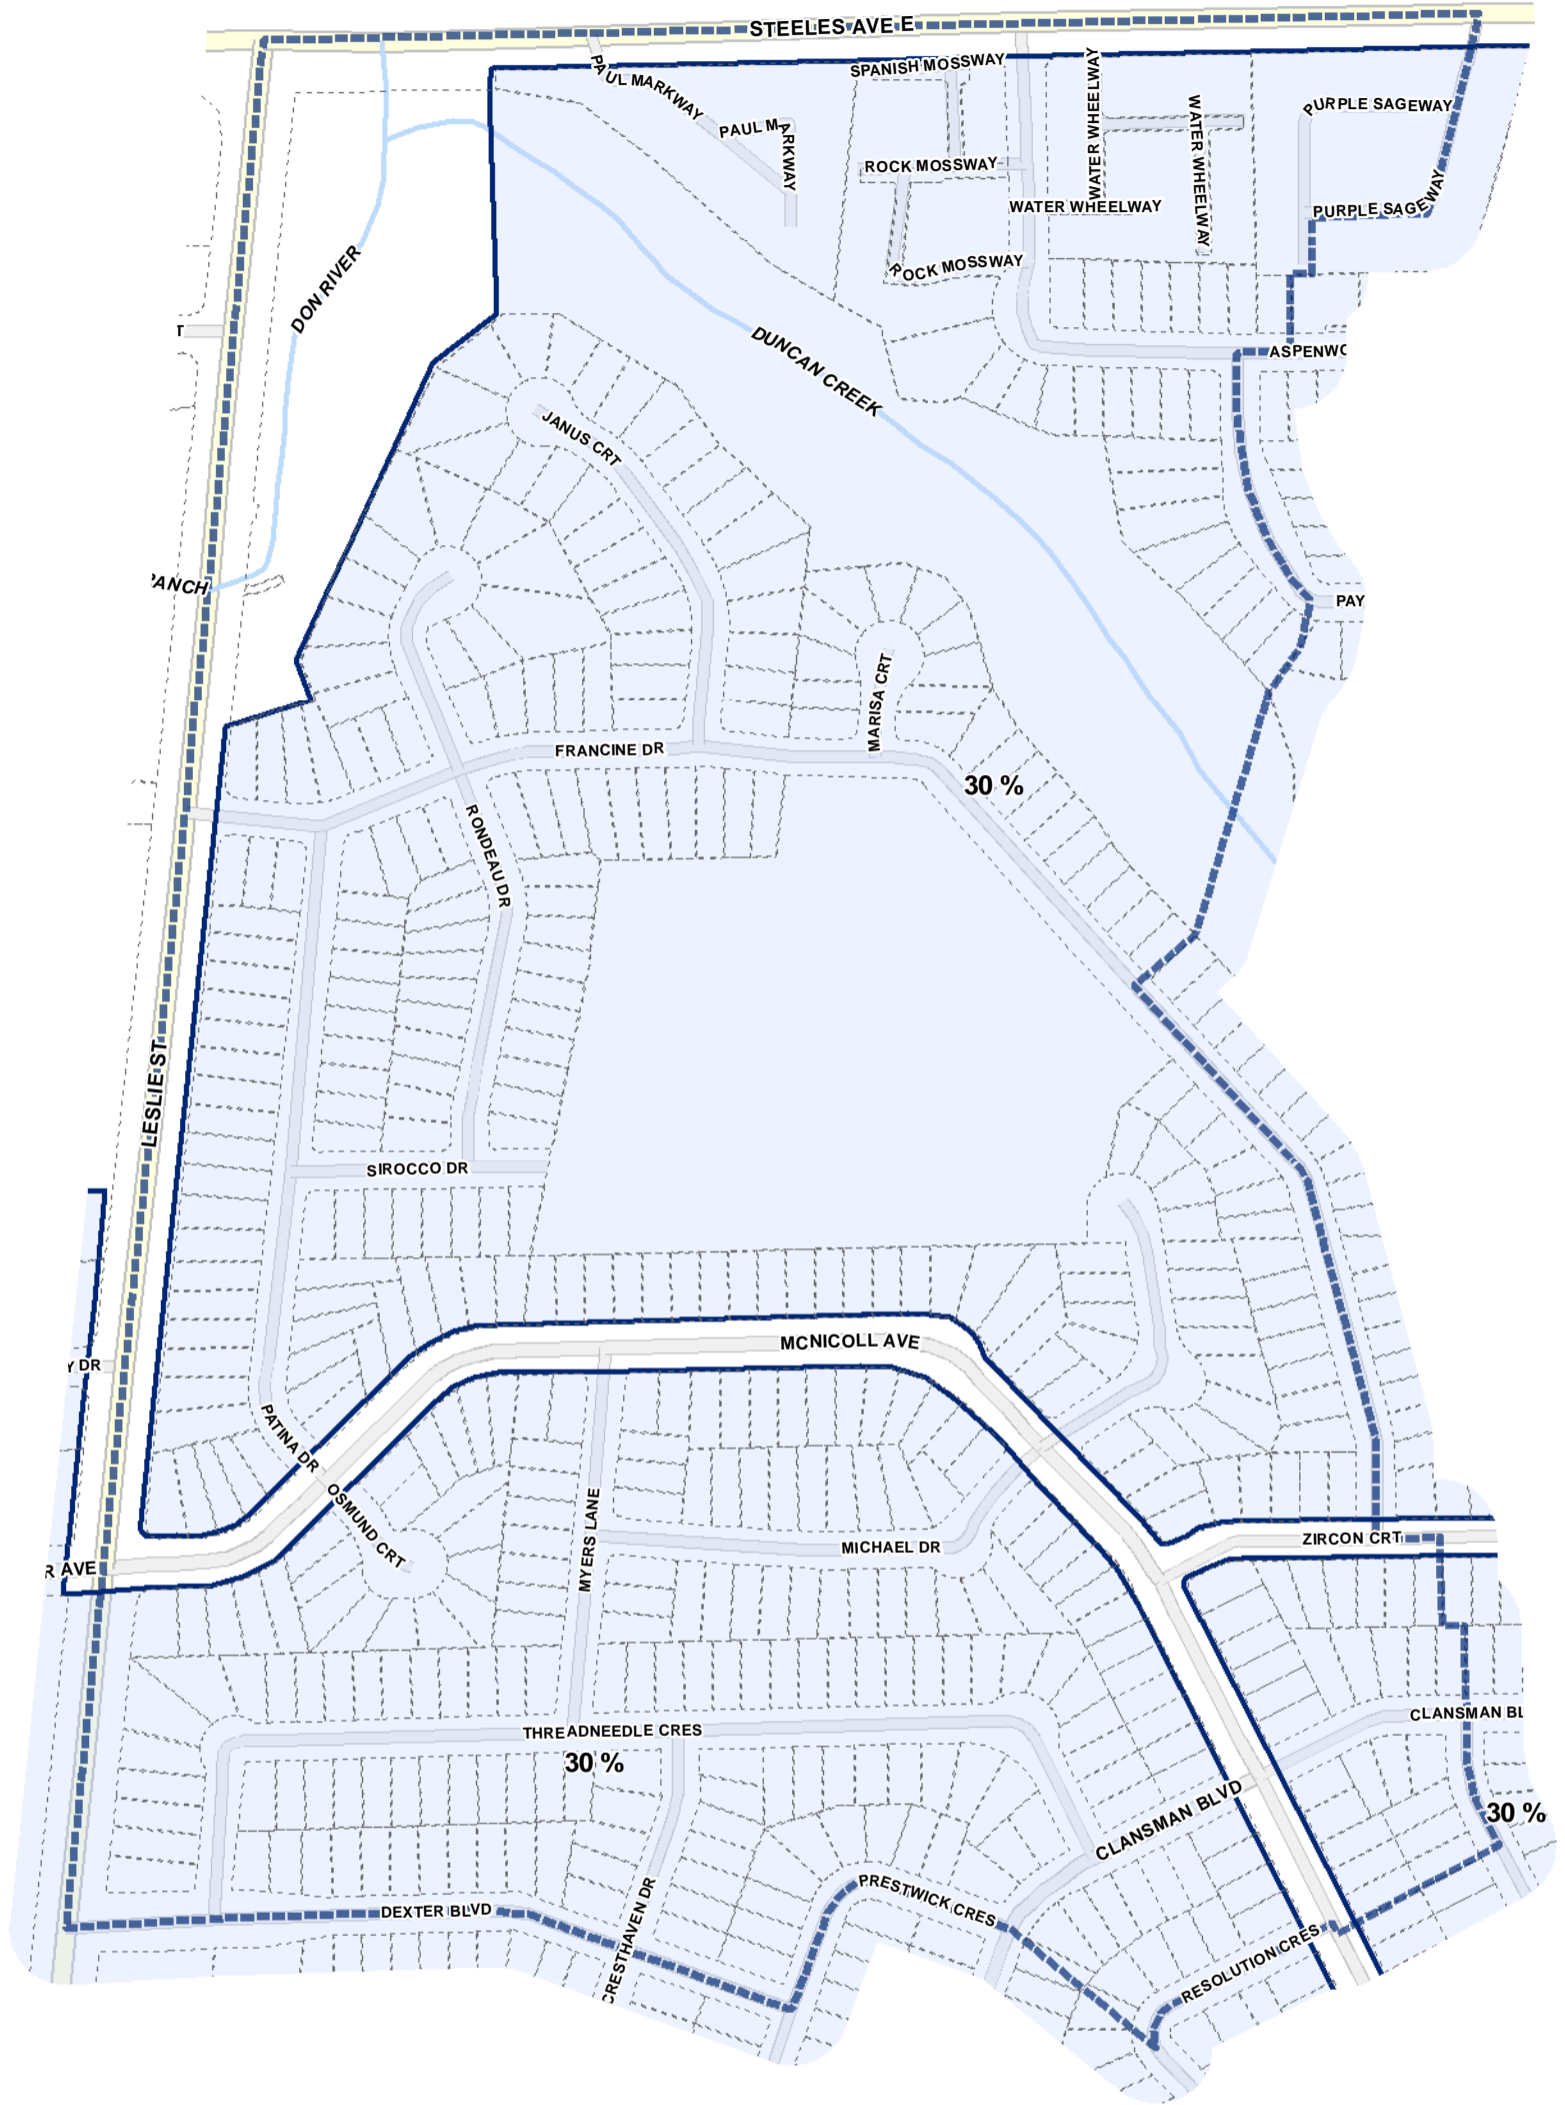 STEELES AVE E
PAUL MARKWAY
SPANISH MOSSWAY
WATER WHEELWAY
WATER WHEELWAY
PURPLE SAGEWAY
PAUL MARKWAY
ROCK MOSSWAY
WATER WHEELWAY
PURPLE SAGEWAY
ROCK MOSSWAY
DON RIVER
T
DUNCAN CREEK
ASPENWO
JANUS CRT
ANCH
PAY
MARISA CRT
FRANCINE DR
30 %
RONDEAU DR
LESLIE ST
SIROCCO DR
MCNICOLL AVE
Y DR
PATINA DR
OSMUND CRT
MYERS LANE
MICHAEL DR
ZIRCON CRT
R AVE
CLANSMAN BL
THREADNEEDLE CRES
30 %
CLANSMAN BLVD
30 %
PRESTWICK CRES
DEXTER BLVD
CRESTHAVEN DR
RESOLUTION CRES